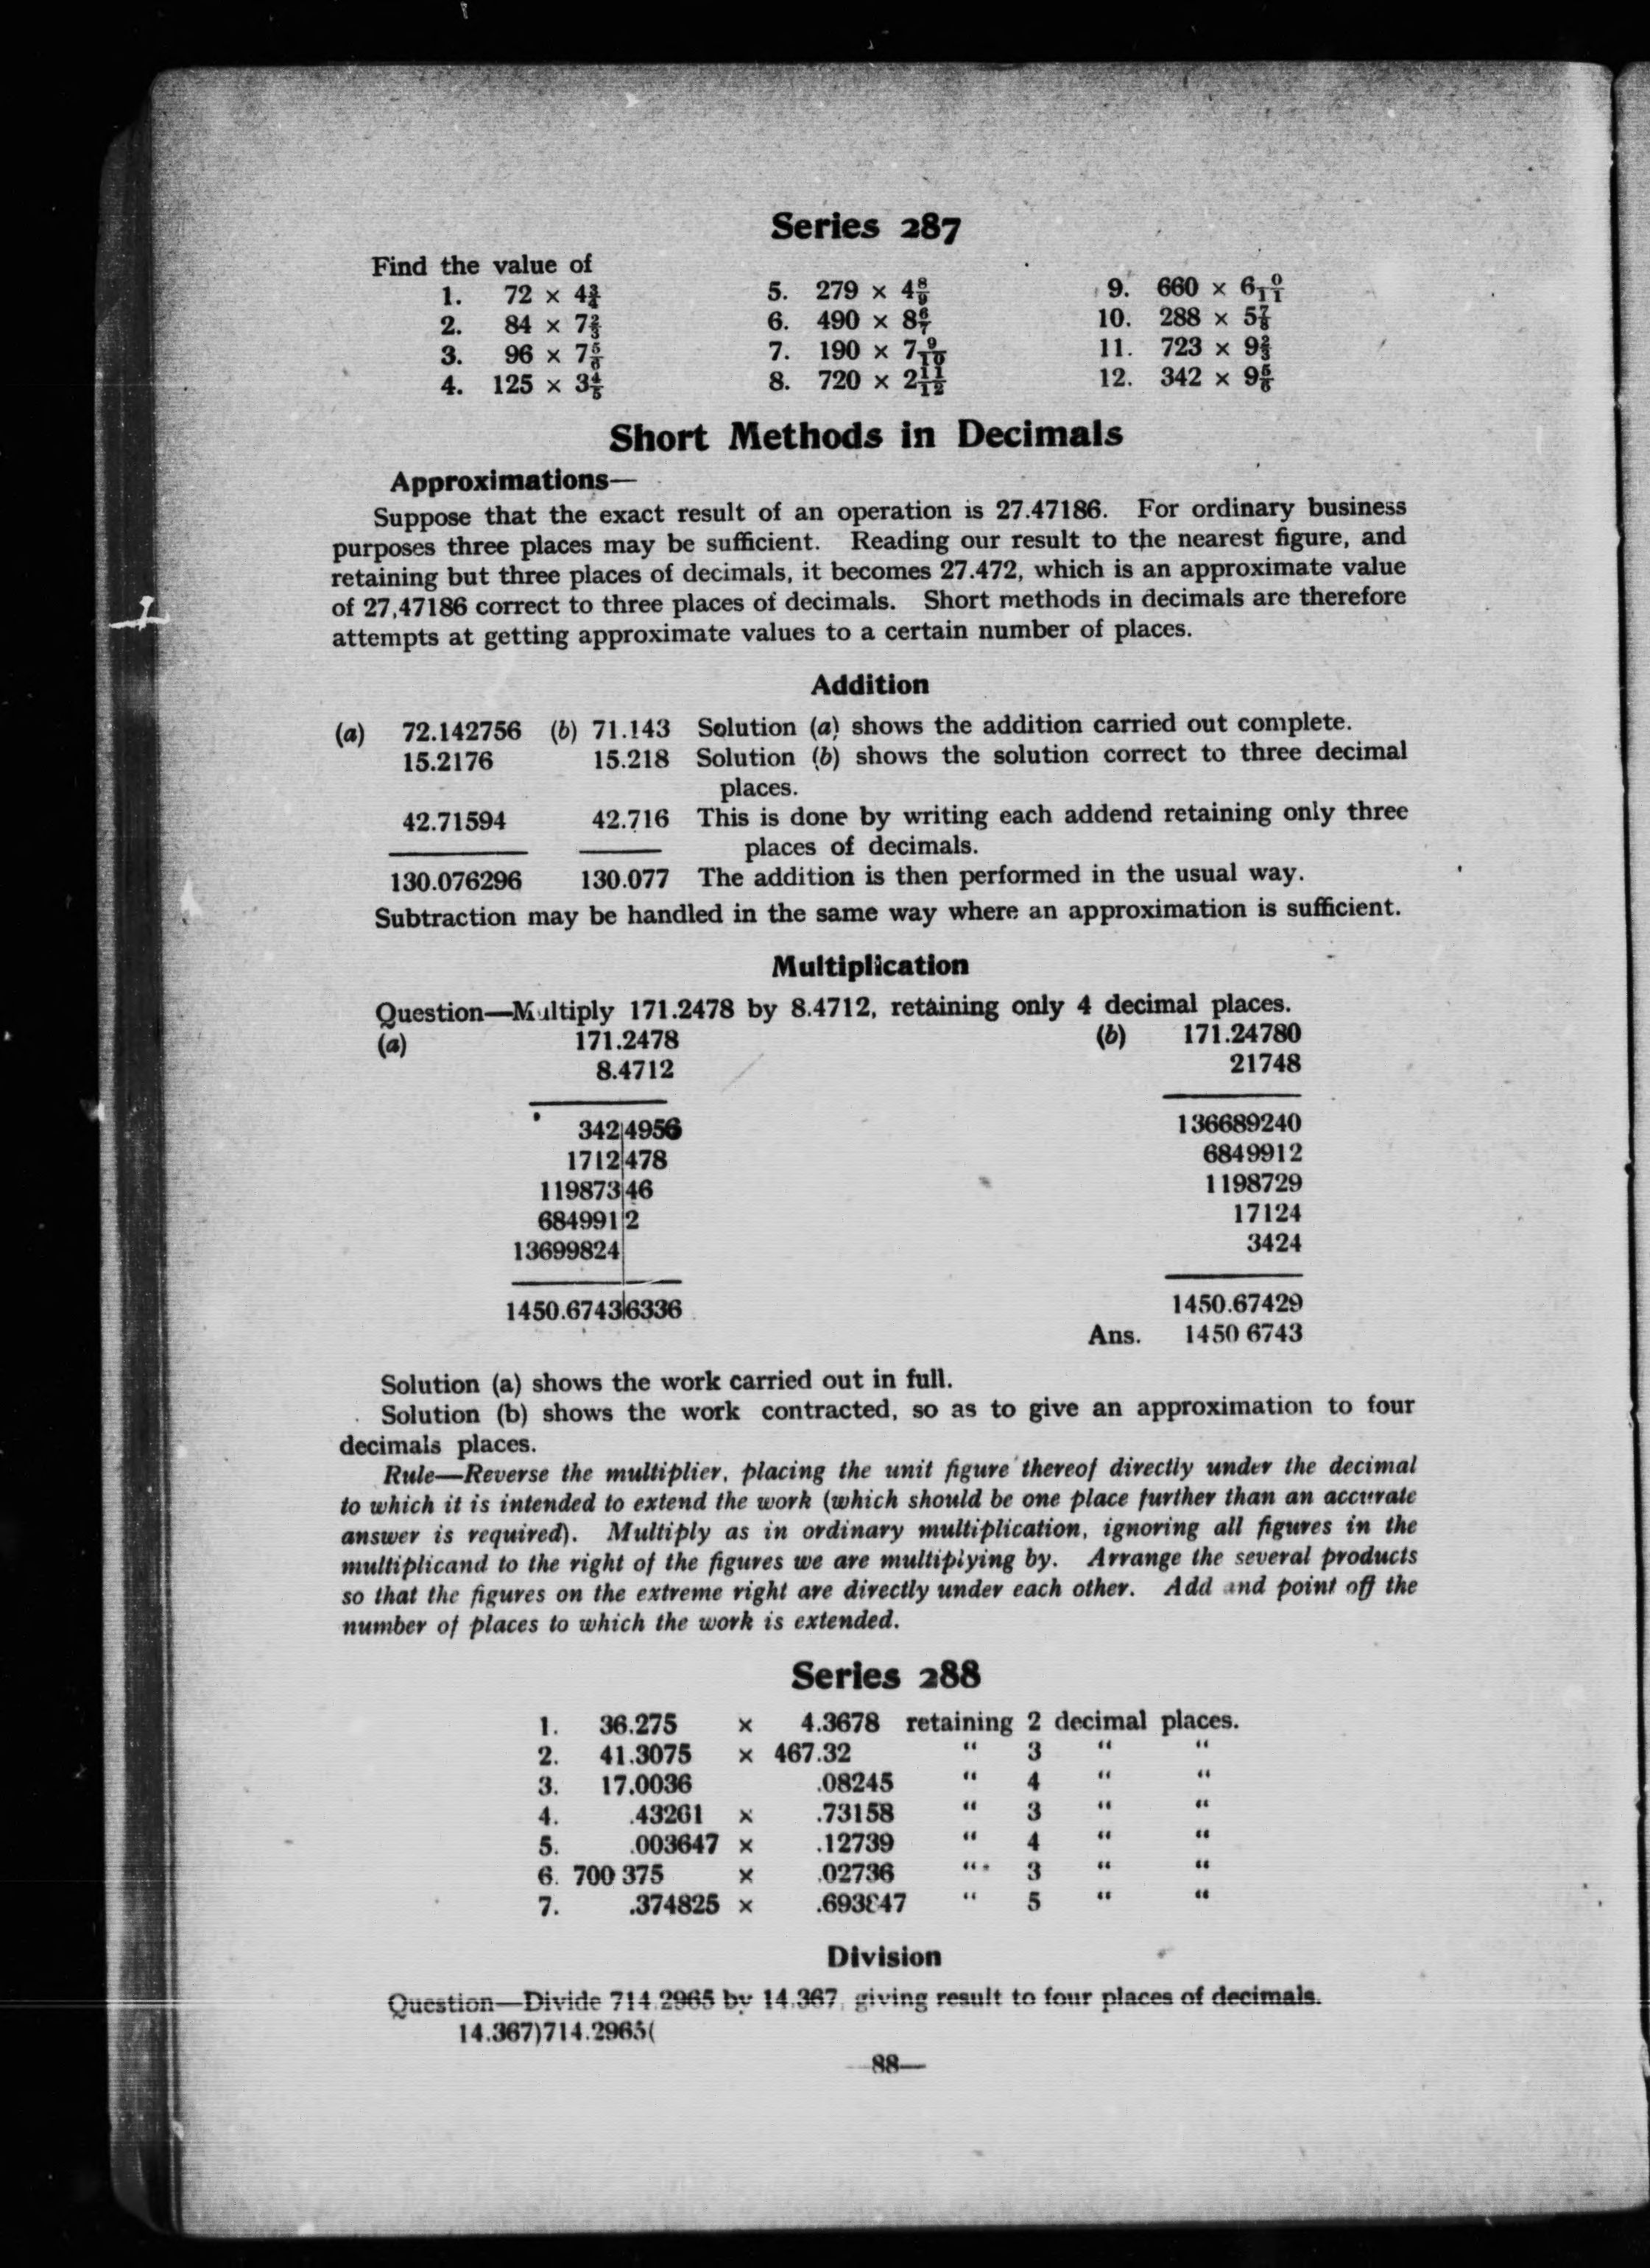 Series 287
Find the value of
1. 72 × 4¾ 5. 279 × 4 8/9 9. 660 × 6
2. 84 × 7⅔ 6. 490 × 8 6/7 10. 288 × 5⅞
3. 96 × 7⅚ 7. 190 × 7 9/10 11. 723 × 9⅔
4. 125 × 3⅘ 8. 720 × 2 11/12 12. 342 × 9⅚
Short Methods in Decimals
Approximations—
Suppose that the exact result of an operation is 27.47186. For ordinary business
purposes three places may be sufficient. Reading our result to the nearest figure, and
retaining but three places of decimals, it becomes 27.472, which is an approximate value
of 27,47186 correct to three places of decimals. Short methods in decimals are therefore
attempts at getting approximate values to a certain number of places.
Addition
(a) 72.142756 (b) 71.143 Solution (a) shows the addition carried out complete.
15.2176 15.218 Solution (b) shows the solution correct to three decimal
places.
42.71594 42.716 This is done by writing each addend retaining only three
places of decimals.
130.076296 130.077 The addition is then performed in the usual way.
Subtraction may be handled in the same way where an approximation is sufficient.
Multiplication
Question—Multiply 171.2478 by 8.4712, retaining only 4 decimal places.
(a) 171.2478 (b) 171.24780
8.4712 21748
342|4956 136689240
1712|478 6849912
119873|46 1198729
684991|2 17124
13699824| 3424
1450.6743|6336 1450.67429
Ans. 1450 6743
Solution (a) shows the work carried out in full.
Solution (b) shows the work contracted, so as to give an approximation to four
decimals places.
Rule—Reverse the multiplier, placing the unit figure thereof directly under the decimal
to which it is intended to extend the work (which should be one place further than an accurate
answer is required). Multiply as in ordinary multiplication, ignoring all figures in the
multiplicand to the right of the figures we are multiplying by. Arrange the several products
so that the figures on the extreme right are directly under each other. Add and point off the
number of places to which the work is extended.
Series 288
1. 36.275 × 4.3678 retaining 2 decimal places.
2. 41.3075 × 467.32 " 3 " "
3. 17.0036 .08245 " 4 " "
4. .43261 × .73158 " 3 " "
5. .003647 × .12739 " 4 " "
6. 700 375 × .02736 " 3 " "
7. .374825 × .693847 " 5 " "
Division
Question—Divide 714.2965 by 14.367, giving result to four places of decimals.
14.367)714.2965(
—88—